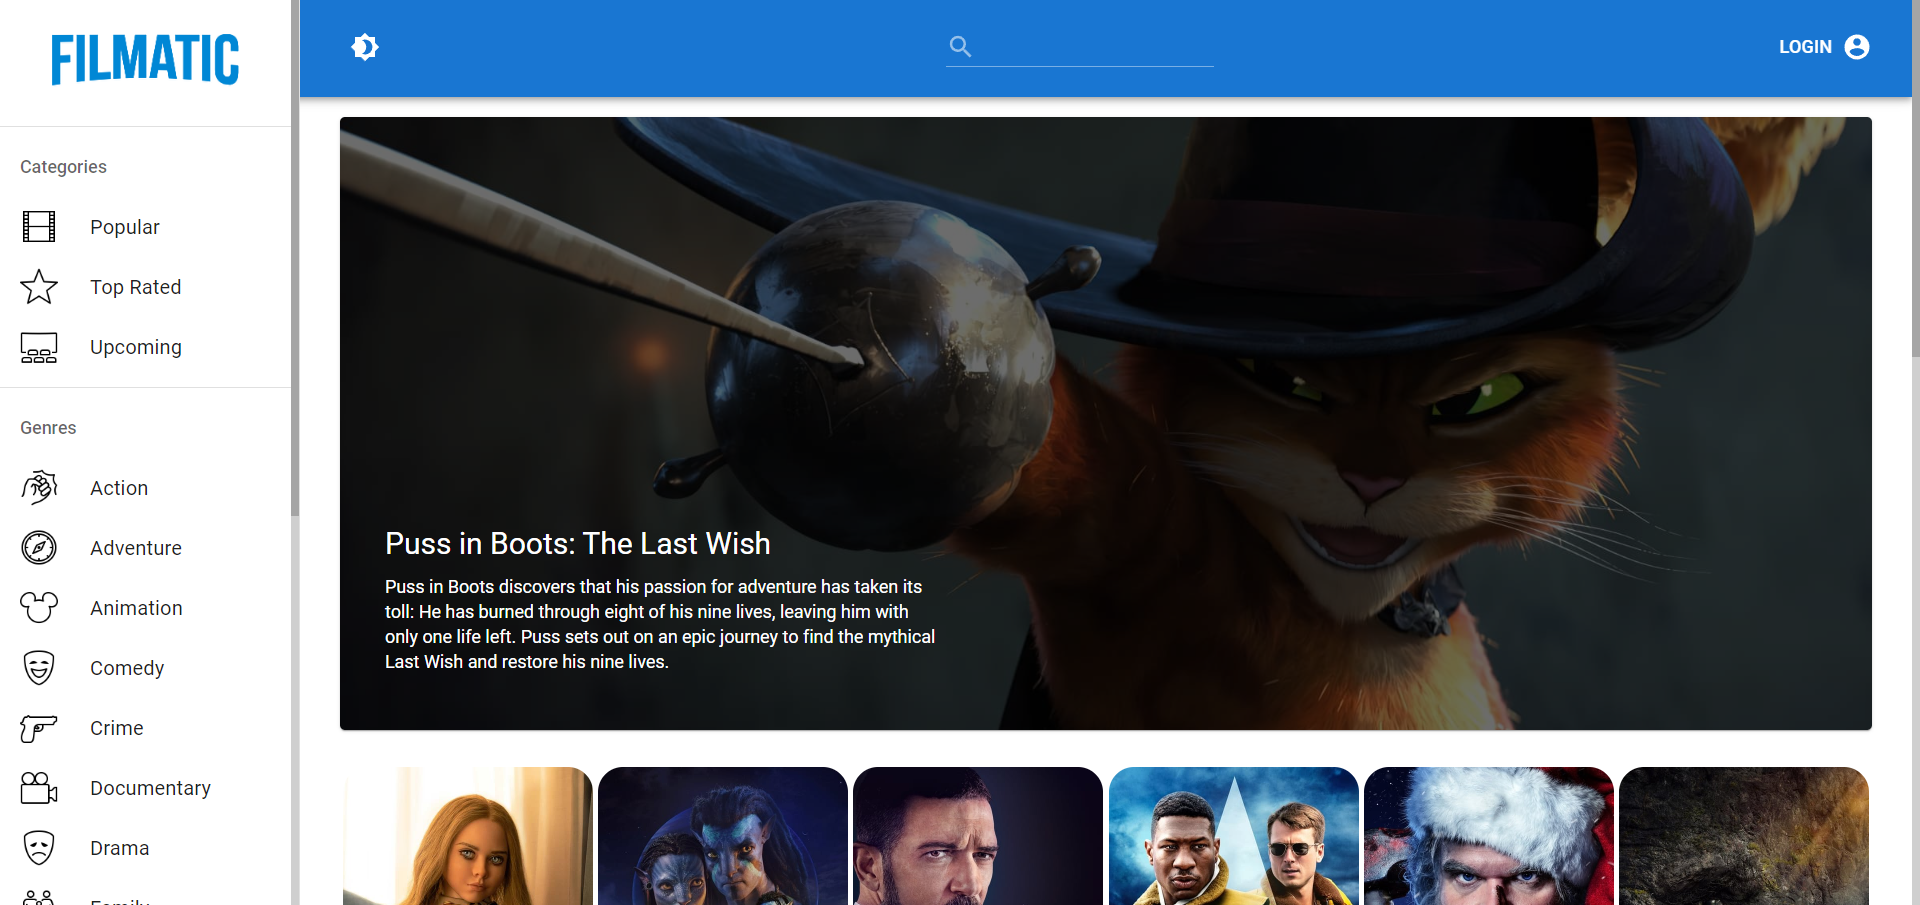 FILMATIC
LOGIN
Categories
Popular
Top Rated
Upcoming
Genres
Action
Adventure
Animation
Comedy
Crime
Documentary
Drama
Family
Puss in Boots: The Last Wish
Puss in Boots discovers that his passion for adventure has taken its
toll: He has burned through eight of his nine lives, leaving him with
only one life left. Puss sets out on an epic journey to find the mythical
Last Wish and restore his nine lives.